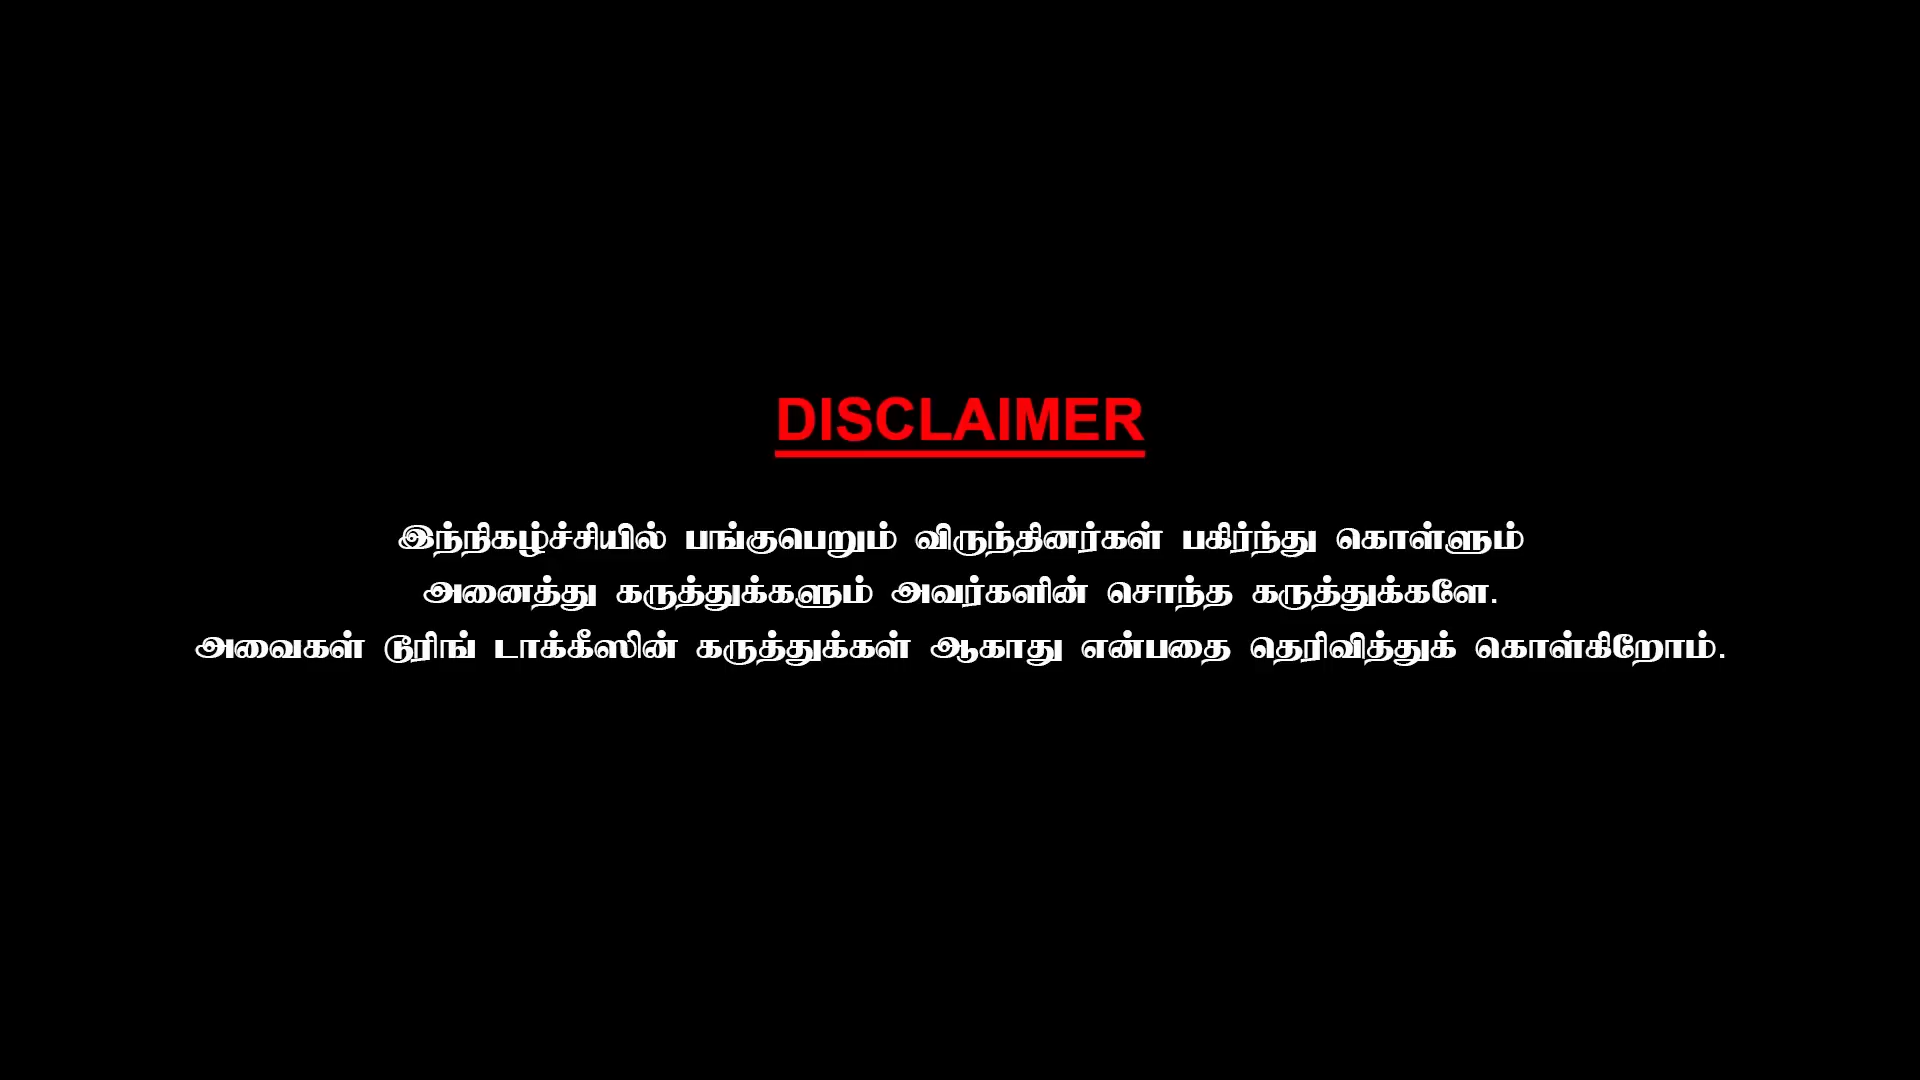 DISCLAIMER
இந்நிகழ்ச்சியில் பங்குபெறும் விருந்தினர்கள் பகிர்ந்து கொள்ளும்
அனைத்து கருத்துக்களும் அவர்களின் சொந்த கருத்துக்களே.
அவைகள் டூரிங் டாக்கீஸின் கருத்துக்கள் ஆகாது என்பதை தெரிவித்துக் கொள்கிறோம்.